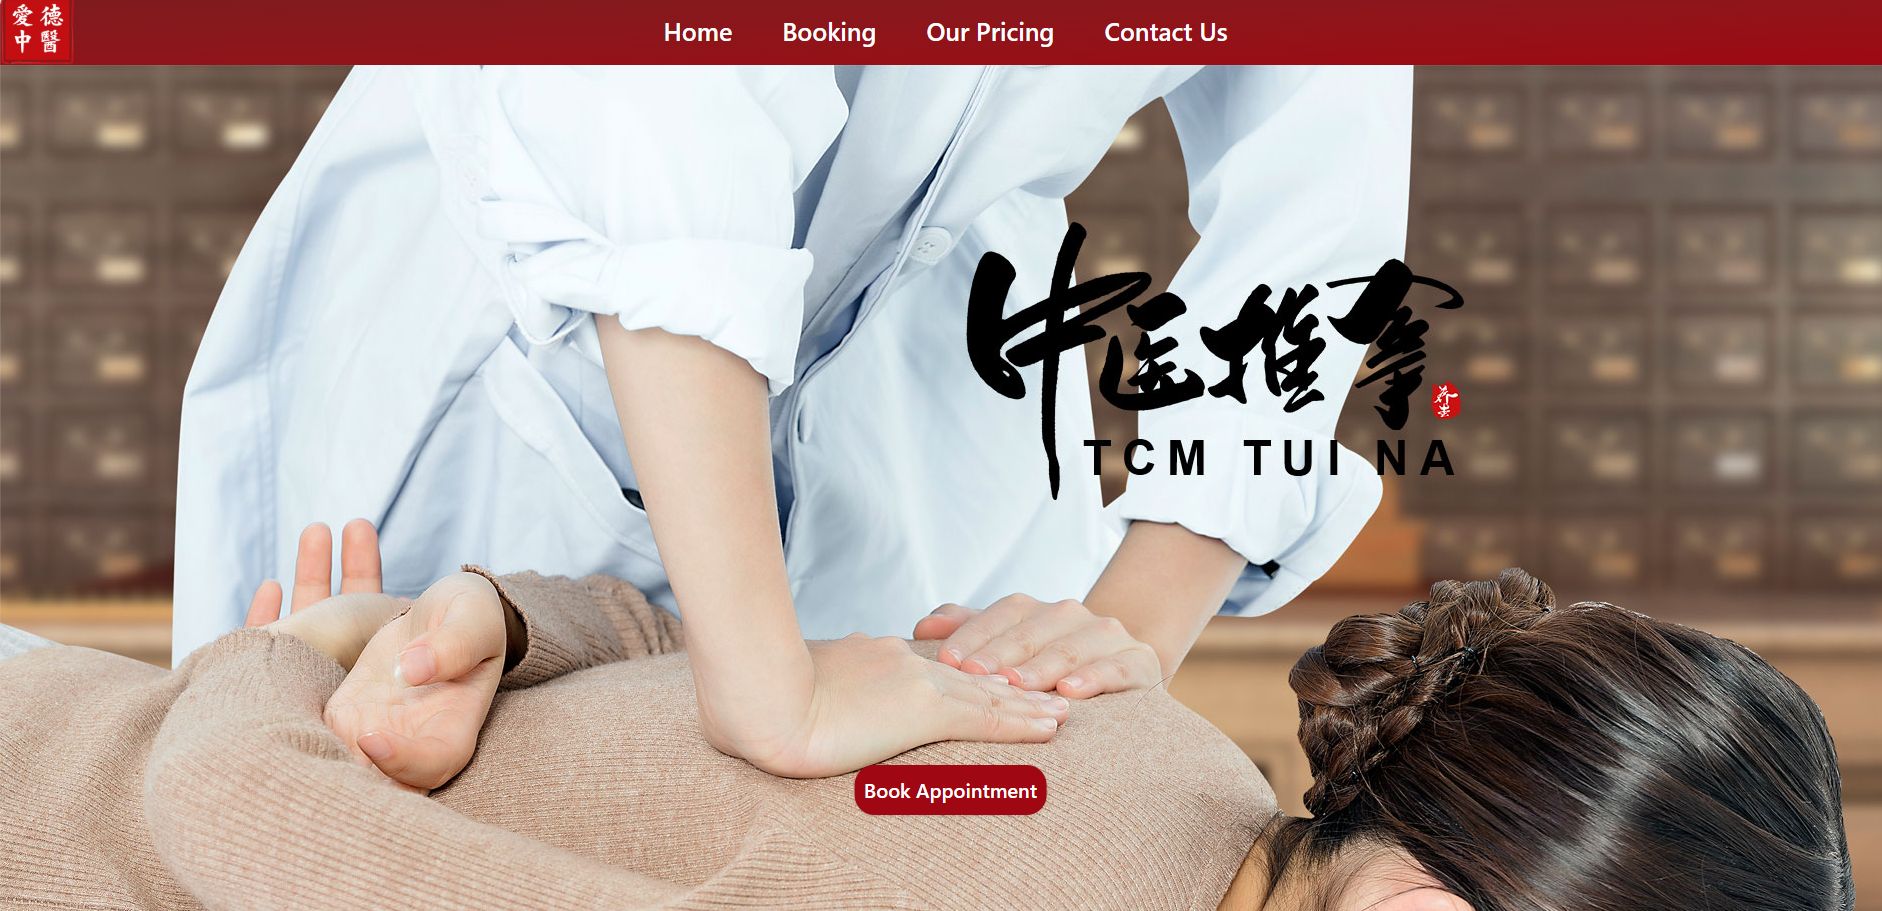 愛德
中醫
Home Booking Our Pricing Contact Us
中医推拿
TCM TUI NA
Book Appointment